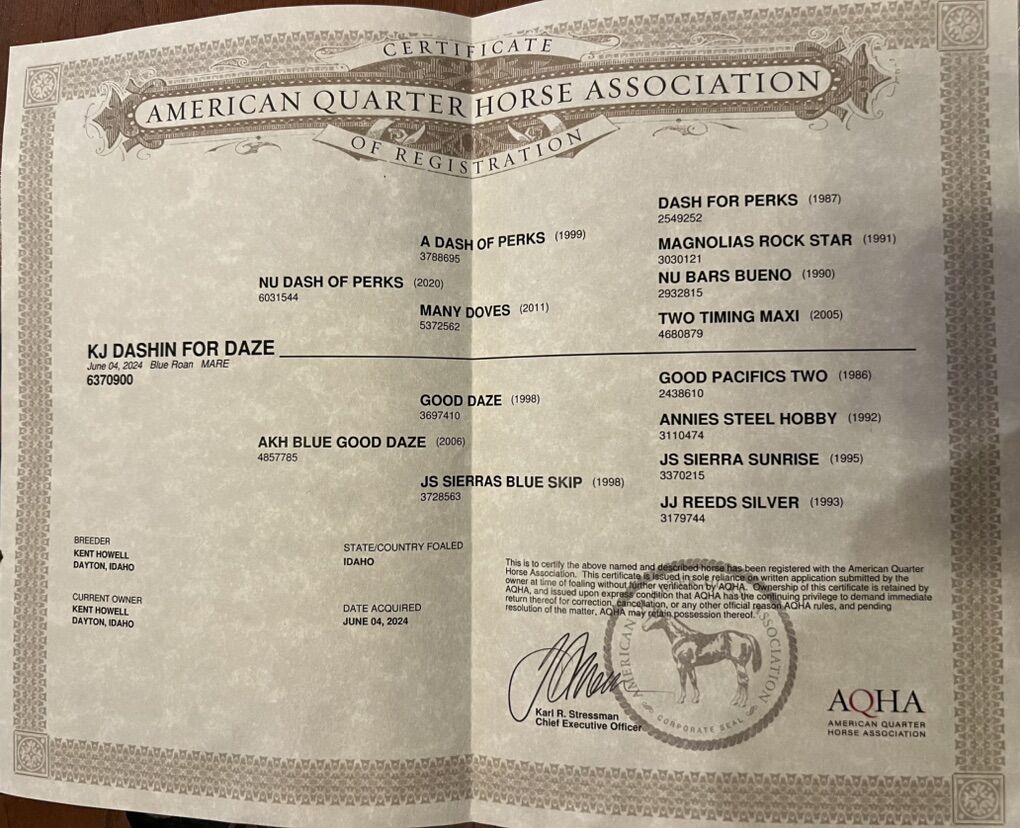 CERTIFICATE
AMERICAN QUARTER HORSE ASSOCIATION
OF REGISTRATION
DASH FOR PERKS (1987)
2549252
A DASH OF PERKS (1999)
3788695
MAGNOLIAS ROCK STAR (1991)
3030121
NU DASH OF PERKS (2020)
6031544
NU BARS BUENO (1990)
2932815
MANY DOVES (2011)
5372562
TWO TIMING MAXI (2005)
4680879
KJ DASHIN FOR DAZE
June 04, 2024 Blue Roan MARE
6370900
GOOD PACIFICS TWO (1986)
2438610
GOOD DAZE (1998)
3697410
ANNIES STEEL HOBBY (1992)
3110474
AKH BLUE GOOD DAZE (2006)
4857785
JS SIERRA SUNRISE (1995)
3370215
JS SIERRAS BLUE SKIP (1998)
3728563
JJ REEDS SILVER (1993)
3179744
BREEDER
KENT HOWELL
DAYTON, IDAHO
STATE/COUNTRY FOALED
IDAHO
CURRENT OWNER
KENT HOWELL
DAYTON, IDAHO
DATE ACQUIRED
JUNE 04, 2024
This is to certify the above named and described horse has been registered with the American Quarter
Horse Association. This certificate is issued in sole reliance on written application submitted by the
owner at time of foaling without further verification by AQHA. Ownership of this certificate is retained by
AQHA, and issued upon express condition that AQHA has the continuing privilege to demand immediate
return thereof for correction, cancellation, or any other official reason AQHA rules, and pending
resolution of the matter, AQHA may retain possession thereof.
Karl R. Stressman
Chief Executive Officer
AMERICAN ASSOCIATION
CORPORATE SEAL
AQHA
AMERICAN QUARTER
HORSE ASSOCIATION